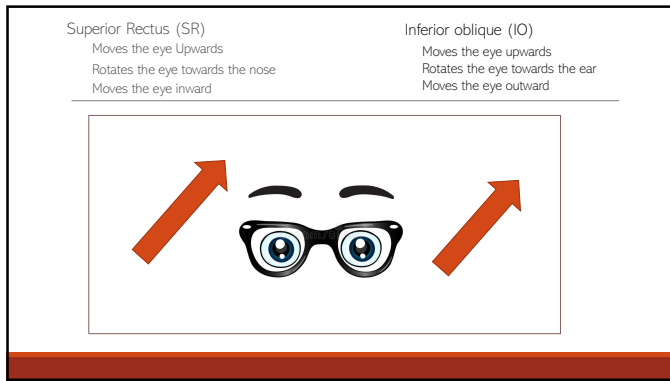 Superior Rectus (SR)
Moves the eye Upwards
Rotates the eye towards the nose
Moves the eye inward
Inferior oblique (IO)
Moves the eye upwards
Rotates the eye towards the ear
Moves the eye outward